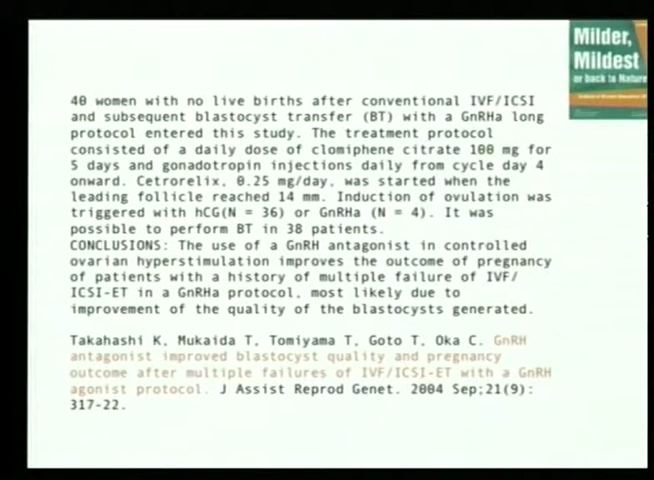 Milder,
Mildest
or back to Nature
40 women with no live births after conventional IVF/ICSI
and subsequent blastocyst transfer (BT) with a GnRHa long
protocol entered this study. The treatment protocol
consisted of a daily dose of clomiphene citrate 100 mg for
5 days and gonadotropin injections daily from cycle day 4
onward. Cetrorelix, 0.25 mg/day, was started when the
leading follicle reached 14 mm. Induction of ovulation was
triggered with hCG(N = 36) or GnRHa (N = 4). It was
possible to perform BT in 38 patients.
CONCLUSIONS: The use of a GnRH antagonist in controlled
ovarian hyperstimulation improves the outcome of pregnancy
of patients with a history of multiple failure of IVF/
ICSI-ET in a GnRHa protocol, most likely due to
improvement of the quality of the blastocysts generated.
Takahashi K, Mukaida T, Tomiyama T, Goto T, Oka C. GnRH
antagonist improved blastocyst quality and pregnancy
outcome after multiple failures of IVF/ICSI-ET with a GnRH
agonist protocol. J Assist Reprod Genet. 2004 Sep;21(9):
317-22.